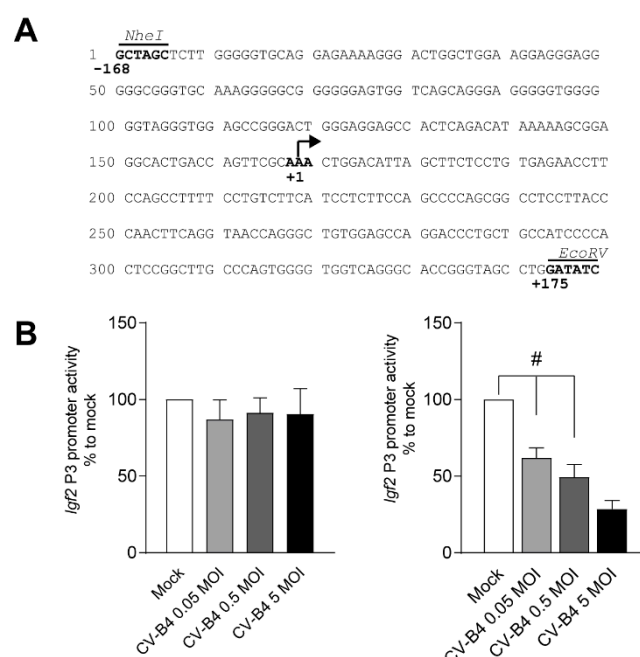 A
NheI
1 GCTAGCTCTT GGGGGTGCAG GAGAAAAGGG ACTGGCTGGA AGGAGGGAGG
-168
50 GGGCGGGTGC AAAGGGGGCG GGGGGAGTGG TCAGCAGGGA GGGGGTGGGG
100 GGTAGGGTGG AGCCGGGACT GGGAGGAGCC ACTCAGACAT AAAAAGCGGA
150 GGCACTGACC AGTTCGCAAA CTGGACATTA GCTTCTCCTG TGAGAACCTT
+1
200 CCAGCCTTTT CCTGTCTTCA TCCTCTTCCA GCCCCAGCGG CCTCCTTACC
250 CAACTTCAGG TAACCAGGGC TGTGGAGCCA GGACCCTGCT GCCATCCCCA
EcoRV
300 CTCCGGCTTG CCCAGTGGGG TGGTCAGGGC ACCGGGTAGC CTGGATATC
+175
B
150
100
50
0
Igf2 P3 promoter activity
% to mock
Mock
CV-B4 0.05 MOI
CV-B4 0.5 MOI
CV-B4 5 MOI
150
100
50
0
Igf2 P3 promoter activity
% to mock
#
Mock
CV-B4 0.05 MOI
CV-B4 0.5 MOI
CV-B4 5 MOI